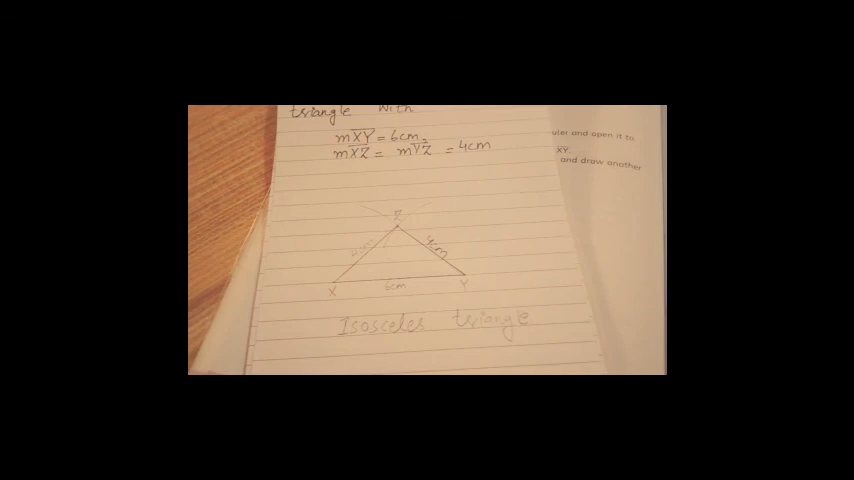 triangle with
mXY = 6cm,
mXZ = mYZ = 4cm
uler and open it to
XY.
and draw another
Z
4cm
4cm
X
6cm
Y
Isosceles triangle